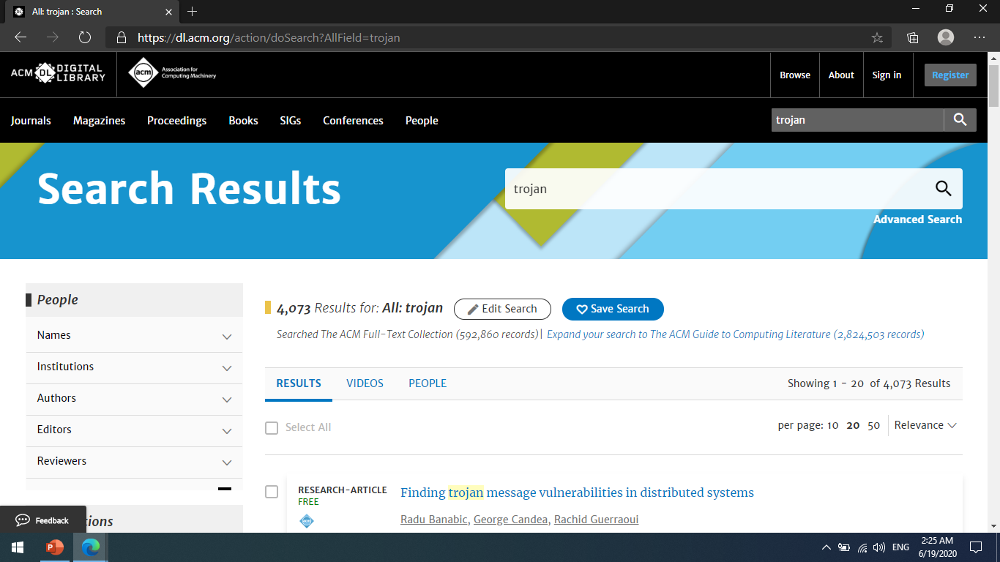 All: trojan : Search
https://dl.acm.org/action/doSearch?AllField=trojan
ACM DL DIGITAL LIBRARY
acm Association for Computing Machinery
Browse About Sign in Register
Journals Magazines Proceedings Books SIGs Conferences People trojan
Search Results
trojan
Advanced Search
People
Names
Institutions
Authors
Editors
Reviewers
4,073 Results for: All: trojan Edit Search Save Search
Searched The ACM Full-Text Collection (592,860 records)| Expand your search to The ACM Guide to Computing Literature (2,824,503 records)
RESULTS VIDEOS PEOPLE Showing 1 - 20 of 4,073 Results
Select All per page: 10 20 50 Relevance
RESEARCH-ARTICLE Finding trojan message vulnerabilities in distributed systems
FREE
acm Radu Banabic, George Candea, Rachid Guerraoui
Feedback
ENG 2:25 AM
6/19/2020